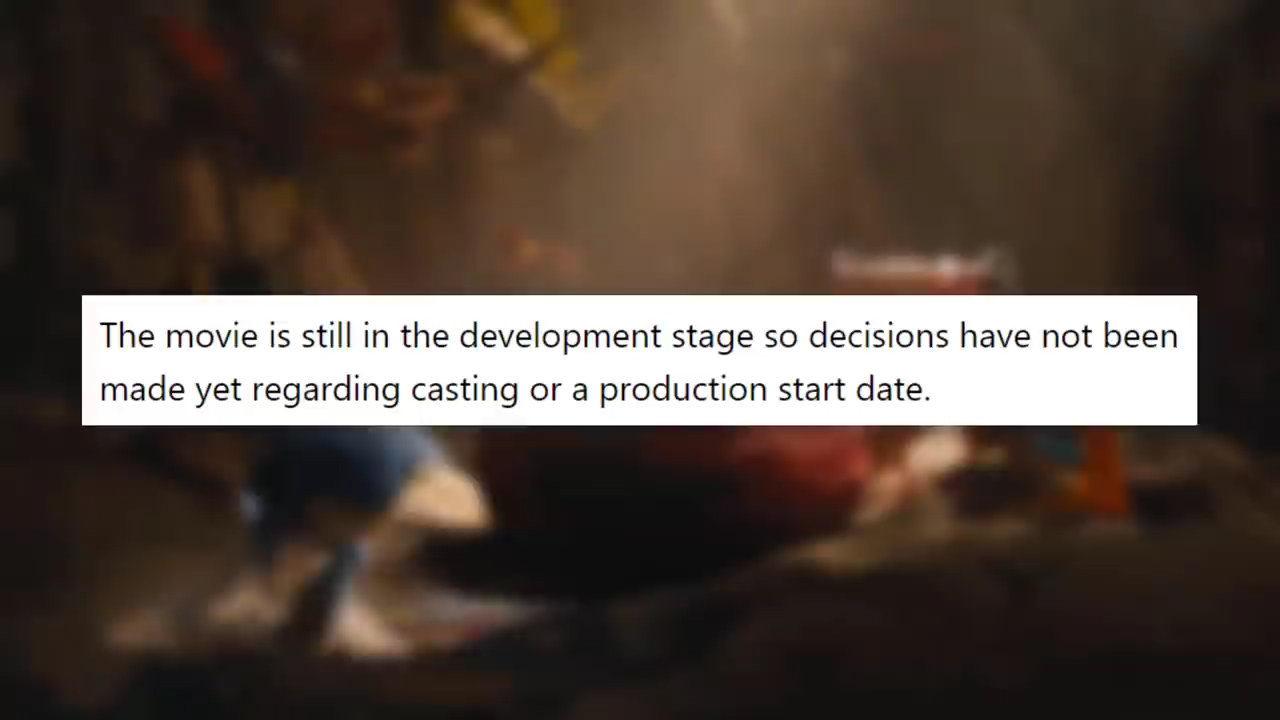 The movie is still in the development stage so decisions have not been
made yet regarding casting or a production start date.